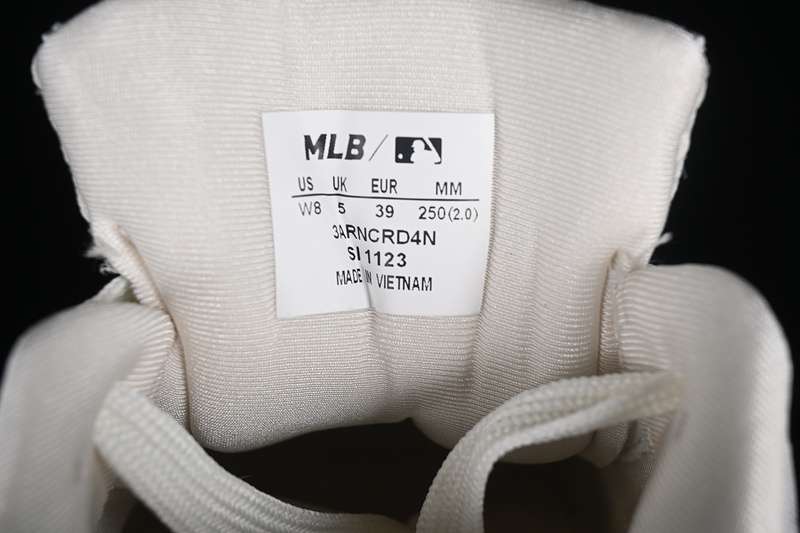 MLB/
US UK EUR MM
W8 5 39 250(2.0)
3ARNCRD4N
SI1123
MADE IN VIETNAM